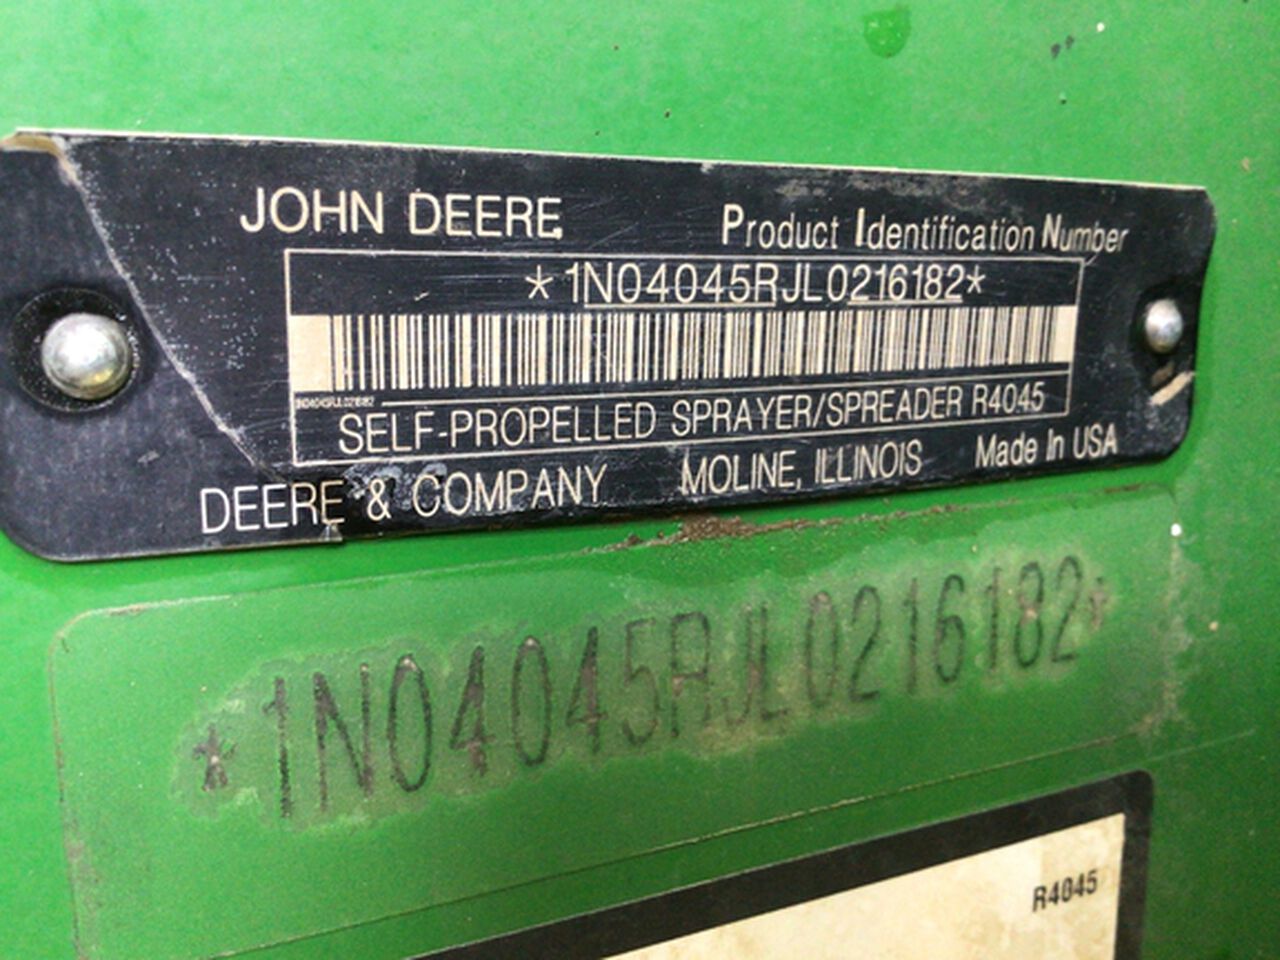 JOHN DEERE
Product Identification Number
*1N04045RJL0216182*
1N04045RJL0216182
SELF-PROPELLED SPRAYER/SPREADER R4045
DEERE & COMPANY MOLINE, ILLINOIS Made In USA
*1N04045RJL0216182*
R4045